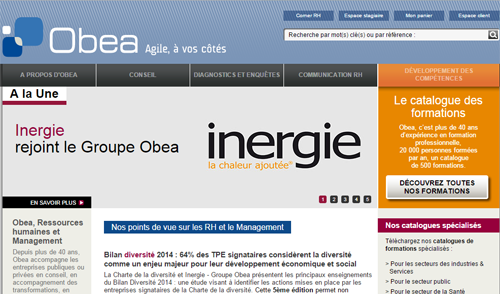 Obea Agile, à vos côtés
Corner RH
Espace stagiaire
Mon panier
Espace client
Recherche par mot(s) clé(s) ou par référence :
A PROPOS D'OBEA
CONSEIL
DIAGNOSTICS ET ENQUÊTES
COMMUNICATION RH
DÉVELOPPEMENT DES
COMPÉTENCES
A la Une
Inergie
rejoint le Groupe Obea
inergie
la chaleur ajoutée®
EN SAVOIR PLUS
1 2 3 4 5
Le catalogue des
formations
Obea, c'est plus de 40 ans
d'expérience en formation
professionnelle,
20 000 personnes formées
par an, un catalogue
de 500 formations.
DÉCOUVREZ TOUTES
NOS FORMATIONS
Obea, Ressources
humaines et
Management
Depuis plus de 40 ans,
Obea accompagne les
entreprises publiques ou
privées en conseil, en
accompagnement des
transformations, en
Nos points de vue sur les RH et le Management
Bilan diversité 2014 : 64% des TPE signataires considèrent la diversité
comme un enjeu majeur pour leur développement économique et social
La Charte de la diversité et Inergie - Groupe Obea présentent les principaux enseignements
du Bilan Diversité 2014 : une étude visant à identifier les actions mises en place par les
entreprises signataires de la Charte de la diversité. Cette 5ème édition permet non
Nos catalogues spécialisés
Téléchargez nos catalogues de
formations spécialisés :
> Pour les secteurs des industries &
Services
> Pour le secteur public
> Pour le secteur